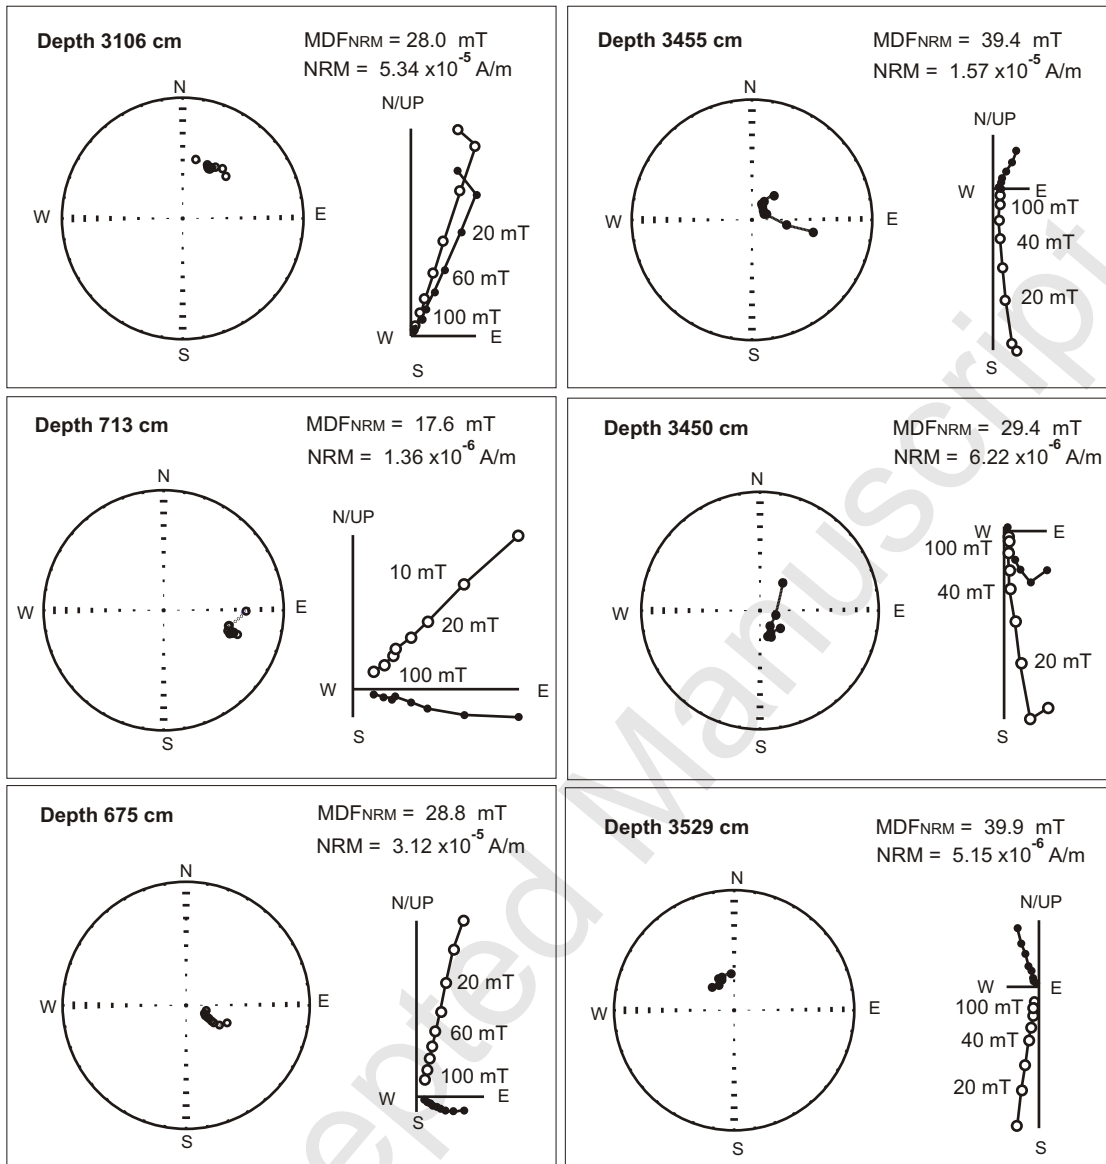 Depth 3106 cm
MDFNRM = 28.0 mT
NRM = 5.34 x10-5 A/m
N
W
E
S
N/UP
20 mT
60 mT
100 mT
W
E
S
Depth 3455 cm
MDFNRM = 39.4 mT
NRM = 1.57 x10-5 A/m
N
W
E
S
N/UP
W
E
100 mT
40 mT
20 mT
S
Depth 713 cm
MDFNRM = 17.6 mT
NRM = 1.36 x10-6 A/m
N
W
E
S
N/UP
10 mT
20 mT
100 mT
W
E
S
Depth 3450 cm
MDFNRM = 29.4 mT
NRM = 6.22 x10-6 A/m
N
W
E
S
W
E
100 mT
40 mT
20 mT
S
Depth 675 cm
MDFNRM = 28.8 mT
NRM = 3.12 x10-5 A/m
N
W
E
S
N/UP
20 mT
60 mT
100 mT
W
E
S
Depth 3529 cm
MDFNRM = 39.9 mT
NRM = 5.15 x10-6 A/m
N
W
E
S
N/UP
W
E
100 mT
40 mT
20 mT
S
epted Manuscript